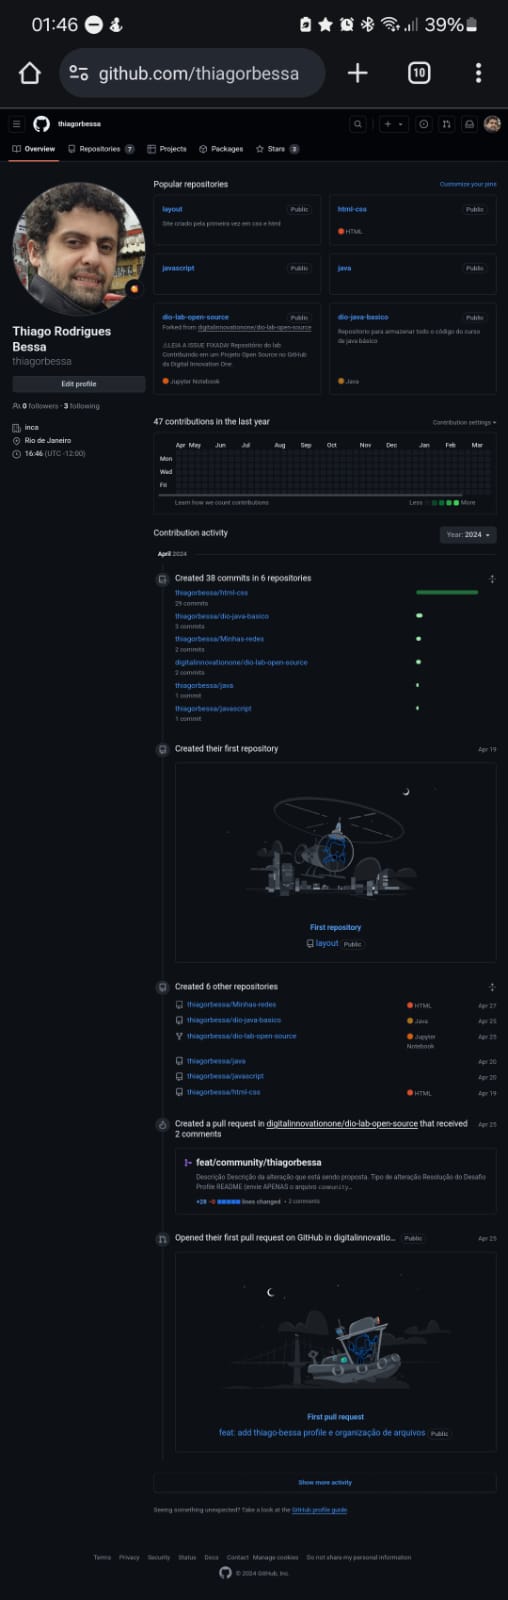 01:46
39%
github.com/thiagorbessa
10
thiagorbessa
Overview
Repositories 7
Projects
Packages
Stars 3
Thiago Rodrigues
Bessa
thiagorbessa
Edit profile
0 followers · 3 following
inca
Rio de Janeiro
16:46 (UTC -12:00)
Popular repositories
Customize your pins
layout Public
Site criado pela primeira vez em css e html
html-css Public
HTML
javascript Public
java Public
dio-lab-open-source Public
Forked from digitalinnovationone/dio-lab-open-source
⚠LEIA A ISSUE FIXADA! Repositório do lab
Contribuindo em um Projeto Open Source no GitHub
da Digital Innovation One.
Jupyter Notebook
dio-java-basico Public
Repositorio para armazenar todo o código do curso
de java básico
Java
47 contributions in the last year
Contribution settings
Apr May Jun Jul Aug Sep Oct Nov Dec Jan Feb Mar
Mon
Wed
Fri
Learn how we count contributions
Less More
Contribution activity
Year: 2024
April 2024
Created 38 commits in 6 repositories
thiagorbessa/html-css
29 commits
thiagorbessa/dio-java-basico
3 commits
thiagorbessa/Minhas-redes
2 commits
digitalinnovationone/dio-lab-open-source
2 commits
thiagorbessa/java
1 commit
thiagorbessa/javascript
1 commit
Created their first repository Apr 19
First repository
layout Public
Created 6 other repositories
thiagorbessa/Minhas-redes HTML Apr 27
thiagorbessa/dio-java-basico Java Apr 25
thiagorbessa/dio-lab-open-source Jupyter Apr 25
Notebook
thiagorbessa/java Apr 20
thiagorbessa/javascript Apr 20
thiagorbessa/html-css HTML Apr 19
Created a pull request in digitalinnovationone/dio-lab-open-source that received Apr 25
2 comments
feat/community/thiagorbessa
Descrição Descrição da alteração que está sendo proposta. Tipo de alteração Resolução do Desafio
Profile README (envie APENAS o arquivo comunity…
+28 -0 lines changed • 2 comments
Opened their first pull request on GitHub in digitalinnovatio… Public Apr 25
First pull request
feat: add thiago-bessa profile e organização de arquivos Public
Show more activity
Seeing something unexpected? Take a look at the GitHub profile guide.
Terms Privacy Security Status Docs Contact Manage cookies Do not share my personal information
© 2024 GitHub, Inc.